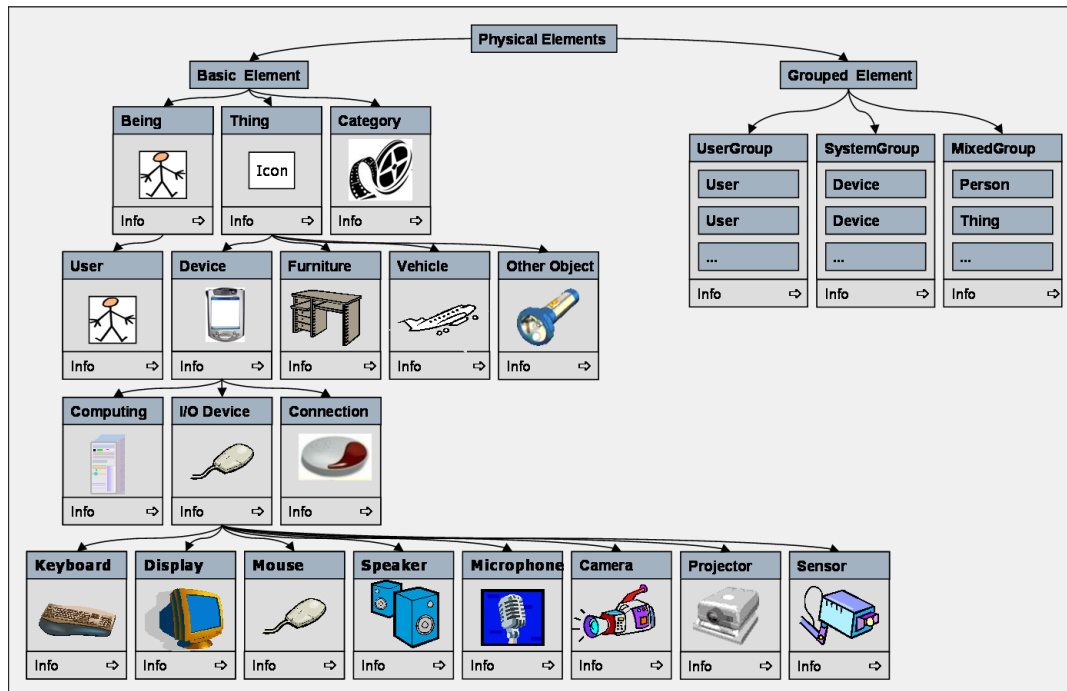 Physical Elements
Basic Element
Grouped Element
Being
Thing
Category
Icon
Info
Info
Info
UserGroup
SystemGroup
MixedGroup
User
Device
Person
User
Device
Thing
...
...
...
Info
Info
Info
User
Device
Furniture
Vehicle
Other Object
Info
Info
Info
Info
Info
Computing
I/O Device
Connection
Info
Info
Info
Keyboard
Display
Mouse
Speaker
Microphone
Camera
Projector
Sensor
Info
Info
Info
Info
Info
Info
Info
Info